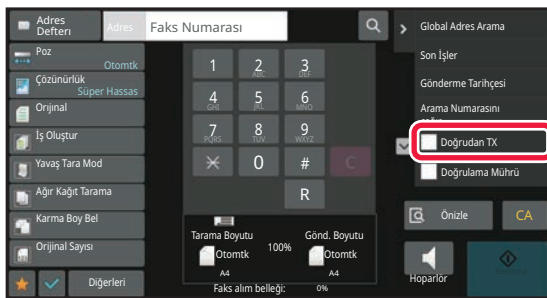 Adres
Defteri
Adres
Faks Numarası
Poz
Otomtk
Çözünürlük
Süper Hassas
Orijinal
İş Oluştur
Yavaş Tara Mod
Ağır Kağıt Tarama
Karma Boy Bel
Orijinal Sayısı
Diğerleri
1
2 ABC
3 DEF
4 GHI
5 JKL
6 MNO
7 PQRS
8 TUV
9 WXYZ
0
#
C
R
Tarama Boyutu
Gönd. Boyutu
100%
Otomtk
Otomtk
A4
A4
Faks alım belleği: 0%
Global Adres Arama
Son İşler
Gönderme Tarihçesi
Arama Numarasını
Doğrudan TX
Doğrulama Mührü
Önizle
CA
Hoparlör